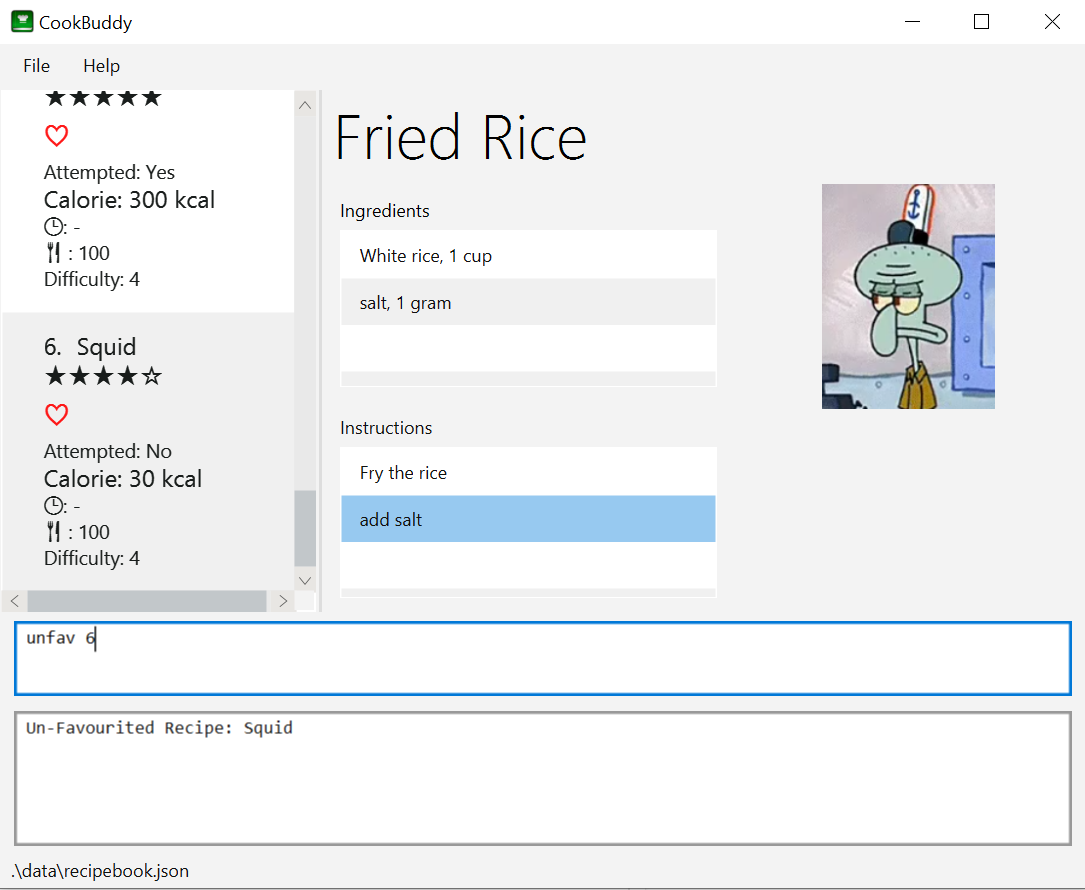 CookBuddy
File Help
★★★★★
♡
Attempted: Yes
Calorie: 300 kcal
🕒: -
🍴 : 100
Difficulty: 4
6. Squid
★★★★☆
♡
Attempted: No
Calorie: 30 kcal
🕒: -
🍴 : 100
Difficulty: 4
Fried Rice
Ingredients
White rice, 1 cup
salt, 1 gram
Instructions
Fry the rice
add salt
unfav 6
Un-Favourited Recipe: Squid
.\data\recipebook.json